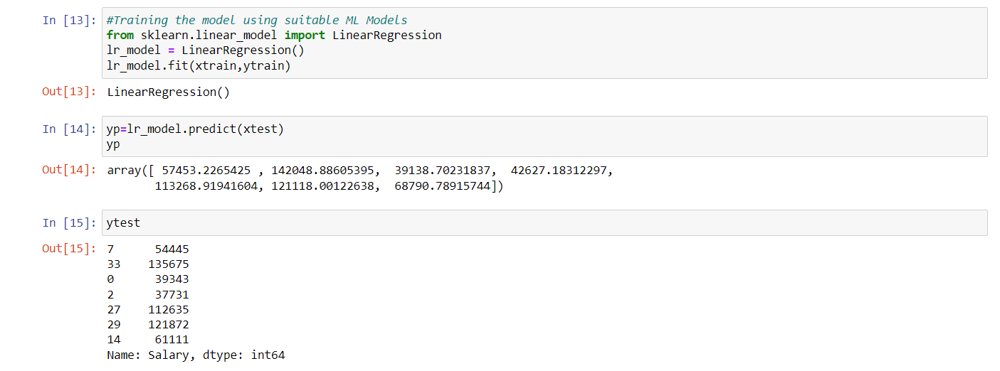 In [13]: #Training the model using suitable ML Models
from sklearn.linear_model import LinearRegression
lr_model = LinearRegression()
lr_model.fit(xtrain,ytrain)
Out[13]: LinearRegression()
In [14]: yp=lr_model.predict(xtest)
yp
Out[14]: array([ 57453.2265425 , 142048.88605395,  39138.70231837,  42627.18312297,
       113268.91941604, 121118.00122638,  68790.78915744])
In [15]: ytest
Out[15]: 7      54445
33    135675
0      39343
2      37731
27    112635
29    121872
14     61111
Name: Salary, dtype: int64